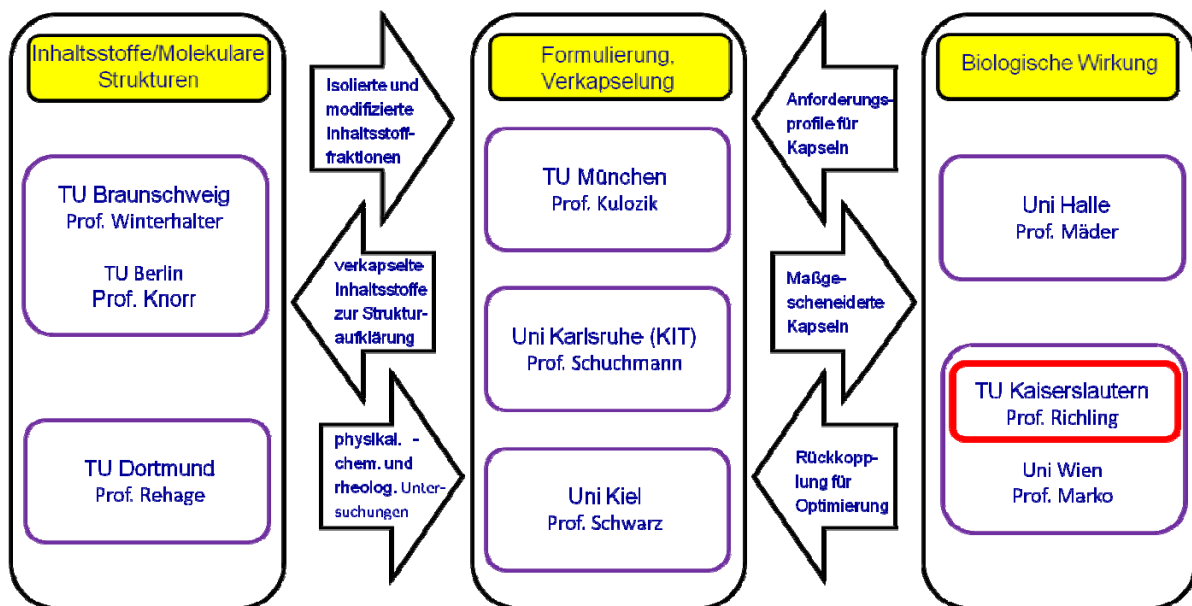 Inhaltsstoffe/Molekulare
Strukturen
TU Braunschweig
Prof. Winterhalter
TU Berlin
Prof. Knorr
TU Dortmund
Prof. Rehage
Isolierte und
modifizierte
Inhaltsstoff-
fraktionen
verkapselte
Inhaltsstoffe
zur Struktur-
aufklärung
physikal. -
chem. und
rheolog. Unter-
suchungen
Formulierung,
Verkapselung
TU München
Prof. Kulozik
Uni Karlsruhe (KIT)
Prof. Schuchmann
Uni Kiel
Prof. Schwarz
Anforderungs-
profile für
Kapseln
Maßge-
scheneiderte
Kapseln
Rückkopp-
lung für
Optimierung
Biologische Wirkung
Uni Halle
Prof. Mäder
TU Kaiserslautern
Prof. Richling
Uni Wien
Prof. Marko